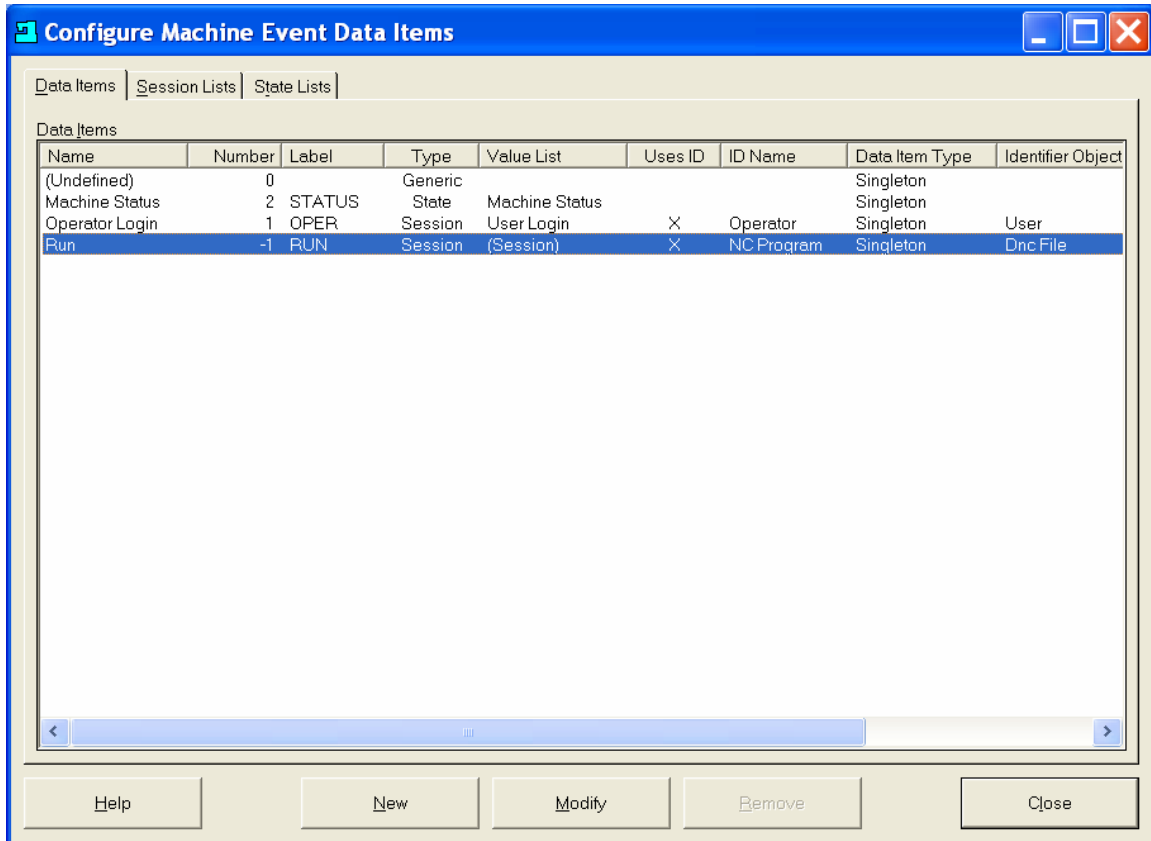 Configure Machine Event Data Items
Data Items Session Lists State Lists
Data Items
Name Number Label Type Value List Uses ID ID Name Data Item Type Identifier Object
(Undefined) 0 Generic Singleton
Machine Status 2 STATUS State Machine Status Singleton
Operator Login 1 OPER Session User Login X Operator Singleton User
Run -1 RUN Session (Session) X NC Program Singleton Dnc File
Help New Modify Remove Close